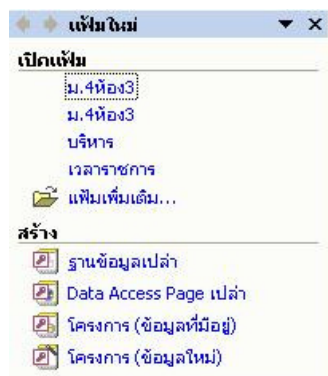 แฟ้มใหม่
เปิดแฟ้ม
ม.4ห้อง3
ม.4ห้อง3
บริหาร
เวลาราชการ
แฟ้มเพิ่มเติม...
สร้าง
ฐานข้อมูลเปล่า
Data Access Page เปล่า
โครงการ (ข้อมูลที่มีอยู่)
โครงการ (ข้อมูลใหม่)